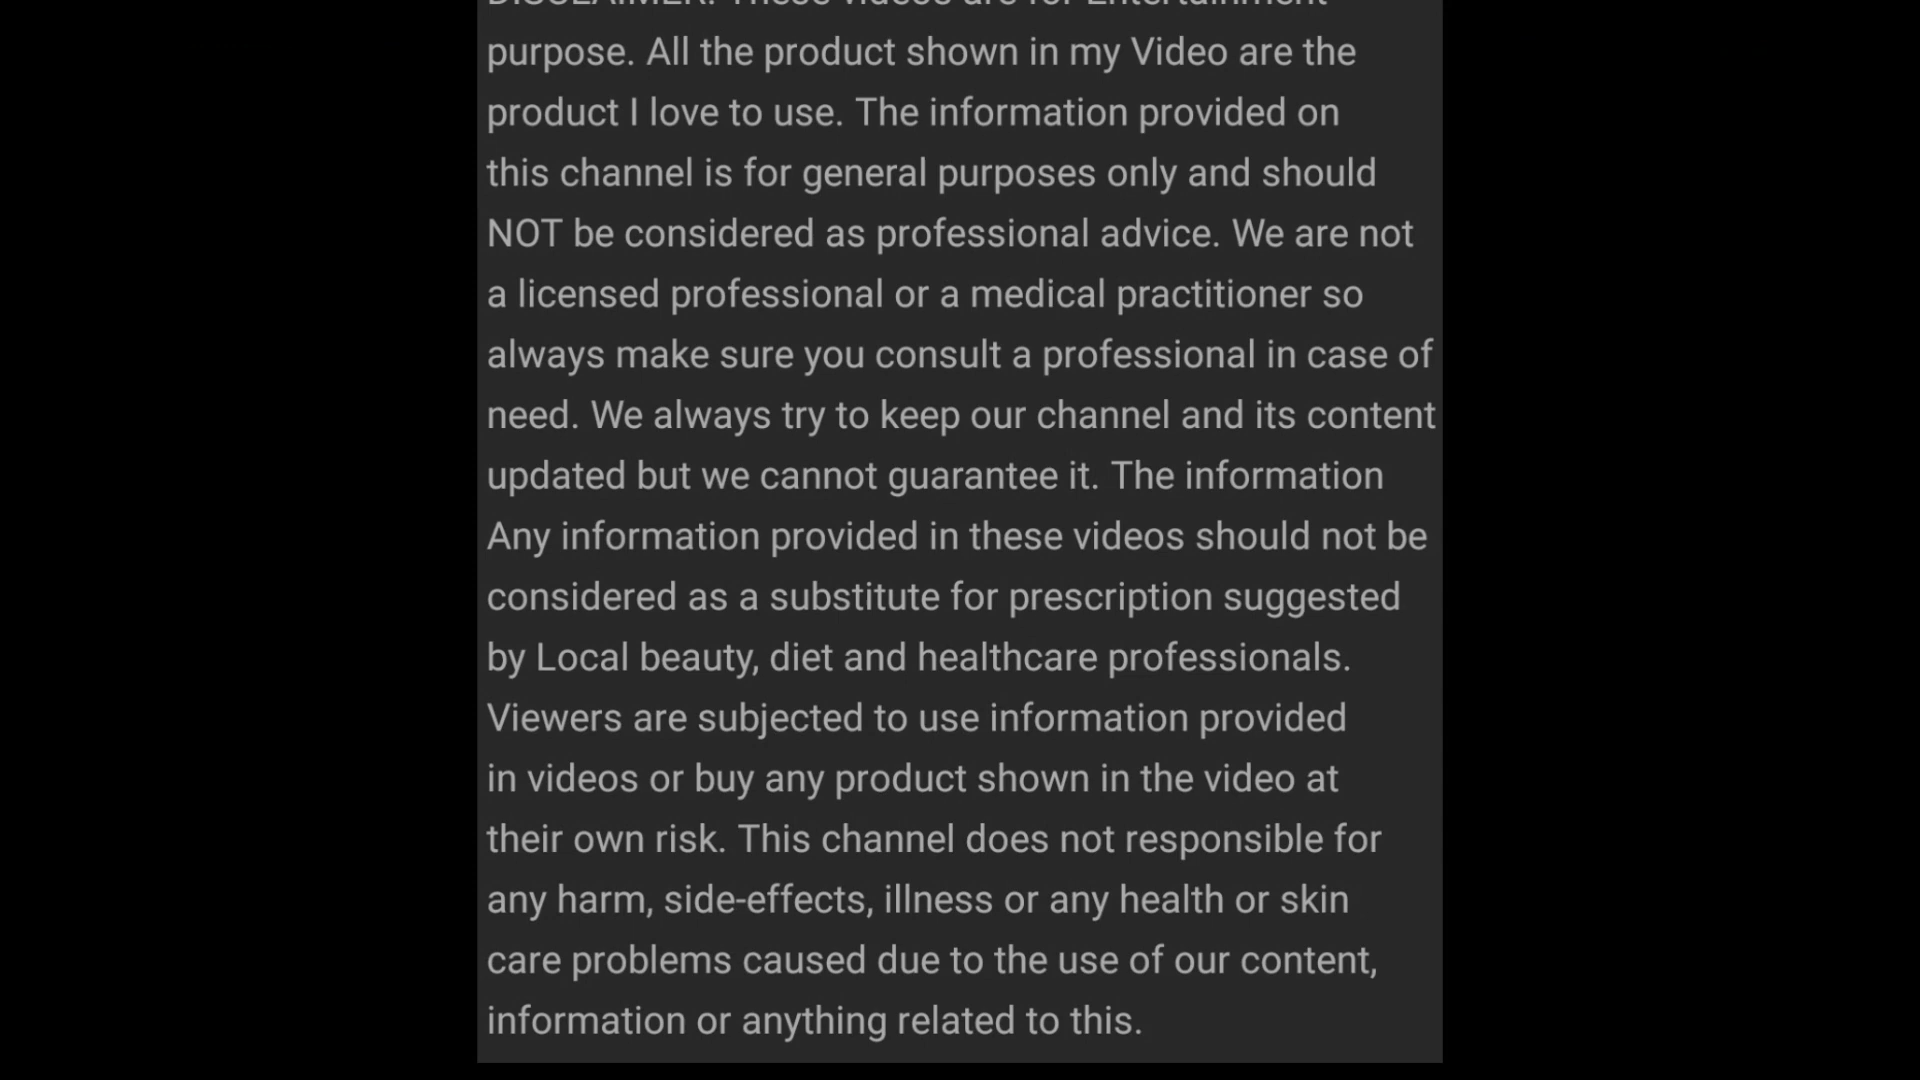 DISCLAIMER: These videos are for Entertainment
purpose. All the product shown in my Video are the
product I love to use. The information provided on
this channel is for general purposes only and should
NOT be considered as professional advice. We are not
a licensed professional or a medical practitioner so
always make sure you consult a professional in case of
need. We always try to keep our channel and its content
updated but we cannot guarantee it. The information
Any information provided in these videos should not be
considered as a substitute for prescription suggested
by Local beauty, diet and healthcare professionals.
Viewers are subjected to use information provided
in videos or buy any product shown in the video at
their own risk. This channel does not responsible for
any harm, side-effects, illness or any health or skin
care problems caused due to the use of our content,
information or anything related to this.